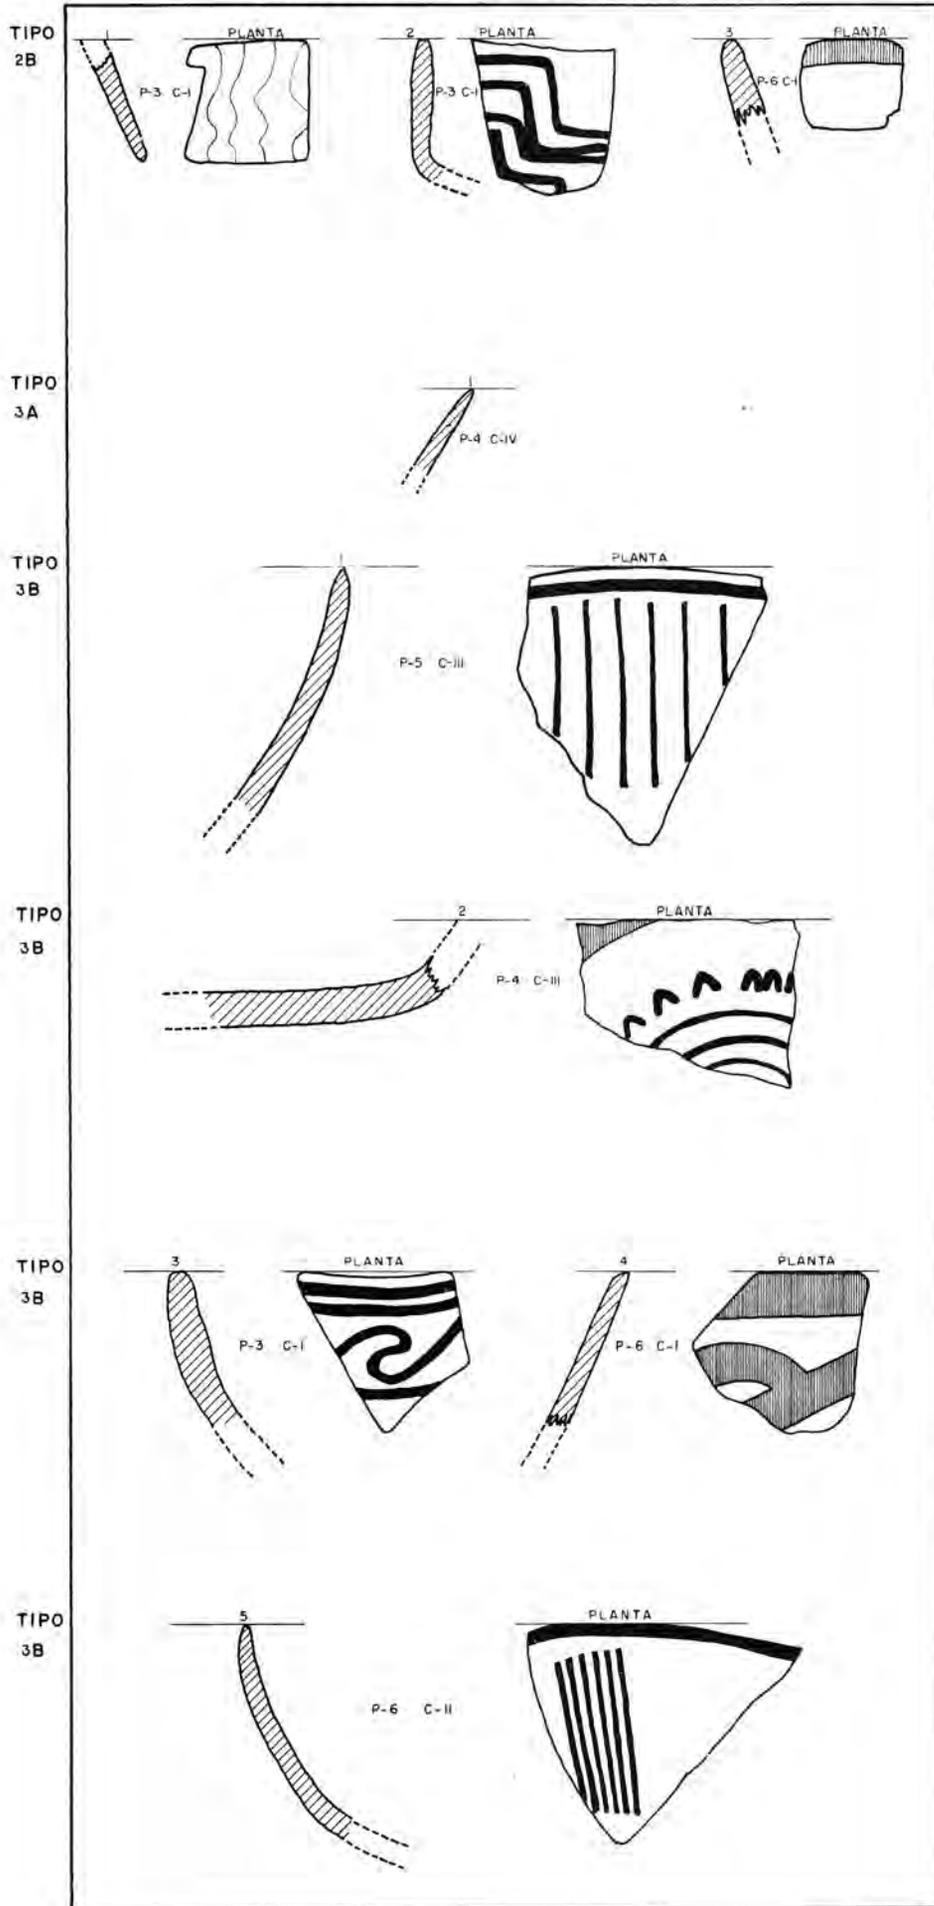 TIPO
2B
1
PLANTA
P-3 C-I
2
PLANTA
P-3 C-I
3
PLANTA
P-6 C-I
TIPO
3A
1
P-4 C-IV
TIPO
3B
1
PLANTA
P-5 C-III
TIPO
3B
2
PLANTA
P-4 C-III
TIPO
3B
3
PLANTA
P-3 C-I
4
PLANTA
P-6 C-I
TIPO
3B
5
PLANTA
P-6 C-II